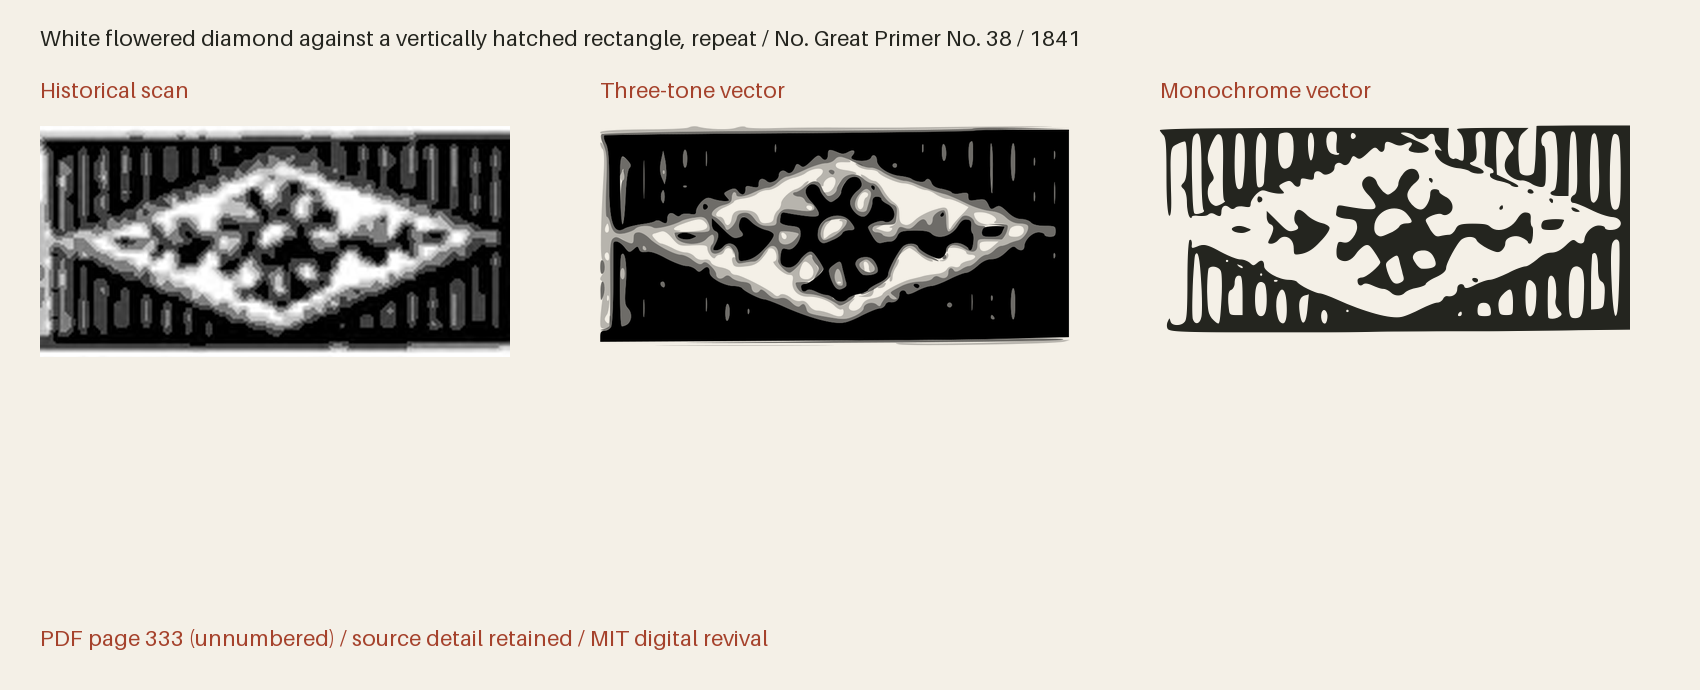 White flowered diamond against a vertically hatched rectangle, repeat / No. Great Primer No. 38 / 1841
Historical scan
Three-tone vector
Monochrome vector
PDF page 333 (unnumbered) / source detail retained / MIT digital revival